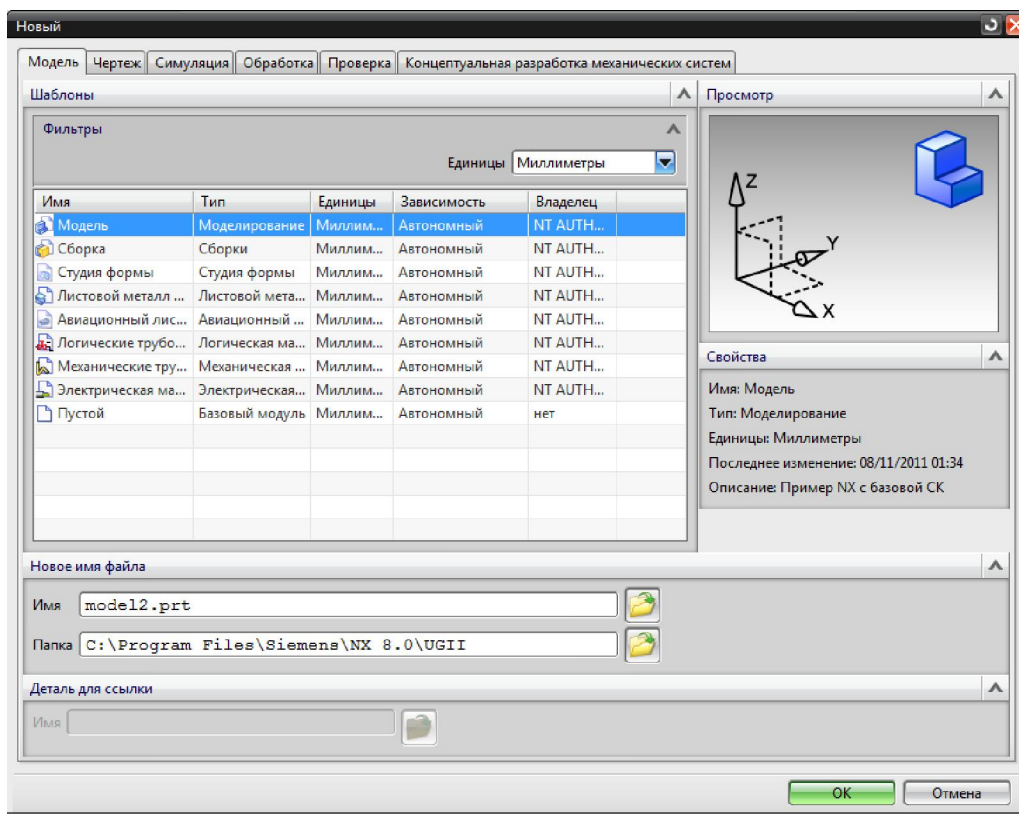 Новый
Модель Чертеж Симуляция Обработка Проверка Концептуальная разработка механических систем
Шаблоны
Фильтры
Единицы Миллиметры
Имя Тип Единицы Зависимость Владелец
Модель Моделирование Миллим... Автономный NT AUTH...
Сборка Сборки Миллим... Автономный NT AUTH...
Студия формы Студия формы Миллим... Автономный NT AUTH...
Листовой металл ... Листовой мета... Миллим... Автономный NT AUTH...
Авиационный лис... Авиационный ... Миллим... Автономный NT AUTH...
Логические трубо... Логическая ма... Миллим... Автономный NT AUTH...
Механические тру... Механическая ... Миллим... Автономный NT AUTH...
Электрическая ма... Электрическая... Миллим... Автономный NT AUTH...
Пустой Базовый модуль Миллим... Автономный нет
Просмотр
Z
Y
X
Свойства
Имя: Модель
Тип: Моделирование
Единицы: Миллиметры
Последнее изменение: 08/11/2011 01:34
Описание: Пример NX с базовой СК
Новое имя файла
Имя model2.prt
Папка C:\Program Files\Siemens\NX 8.0\UGII
Деталь для ссылки
Имя
OK Отмена